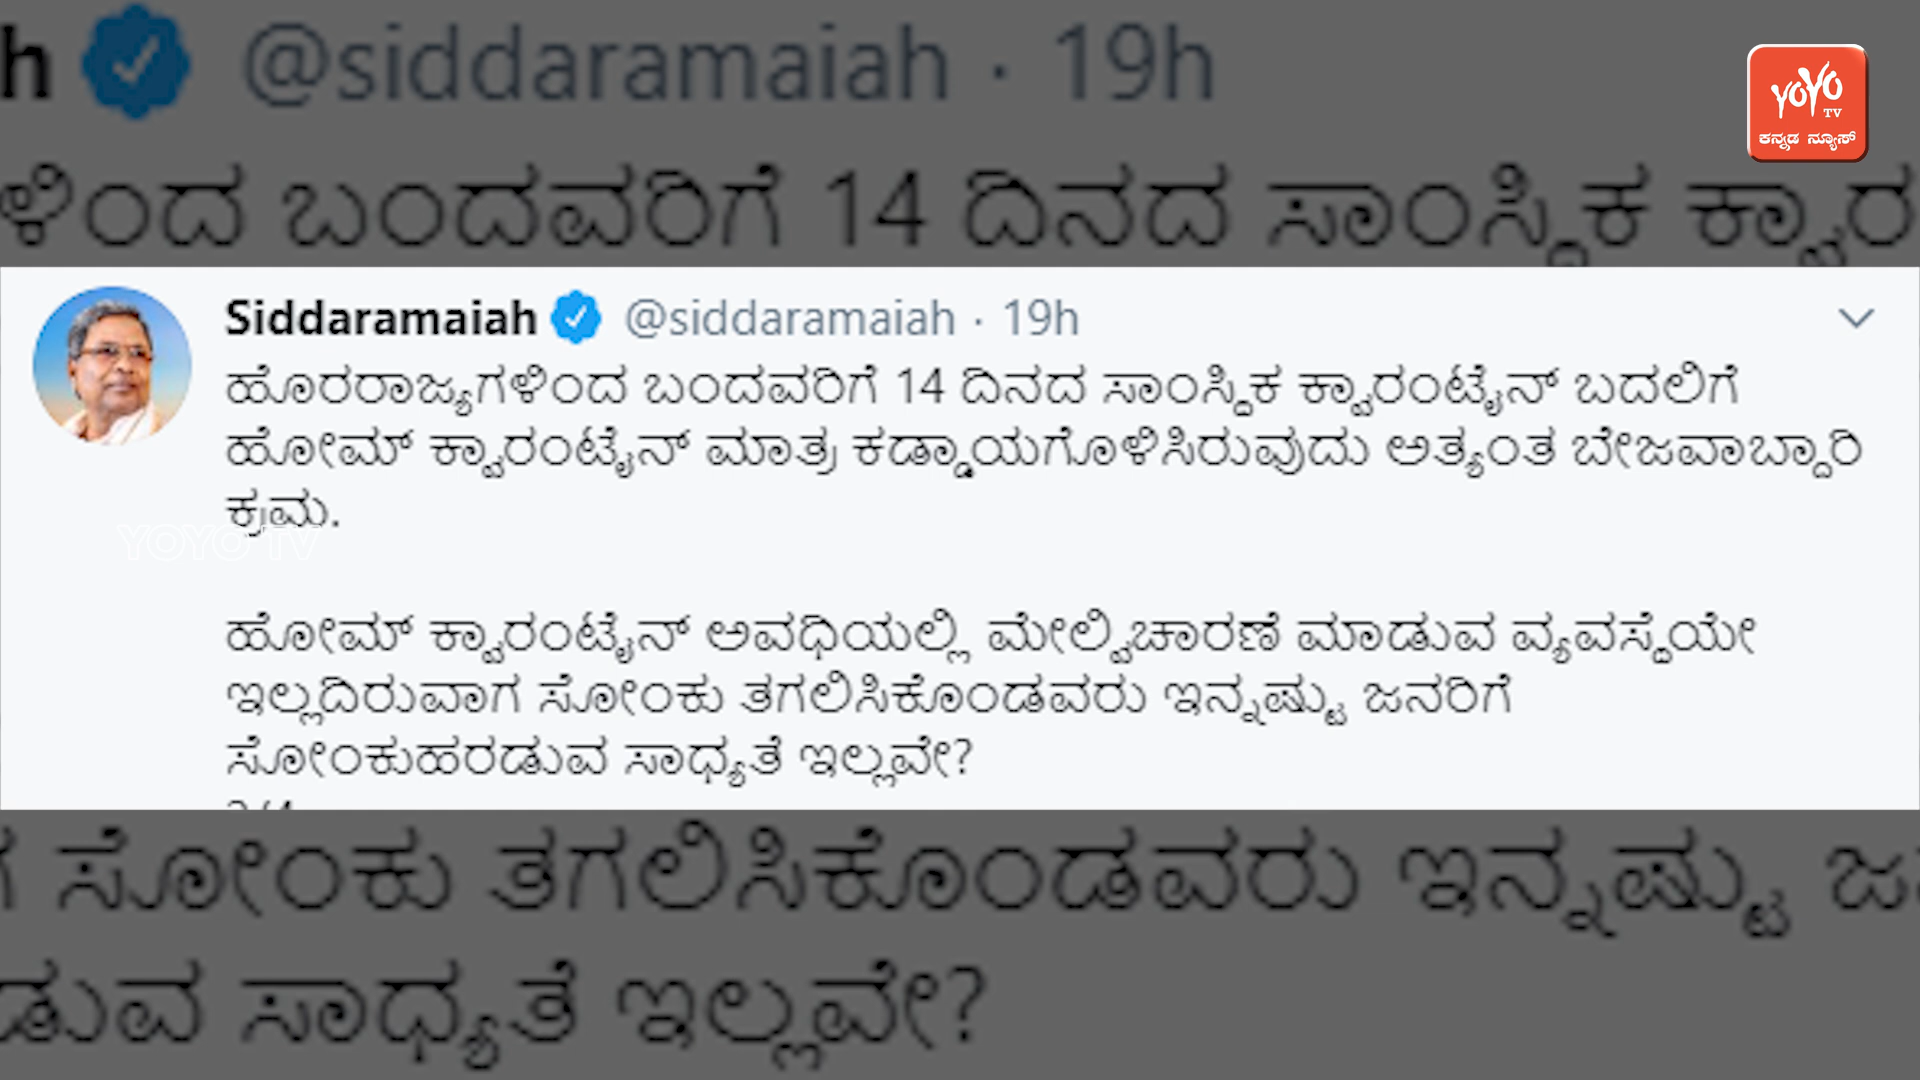 h @siddaramaiah · 19h
YOYO
TV
ಕನ್ನಡ ನ್ಯೂಸ್
ಳಿಂದ ಬಂದವರಿಗೆ 14 ದಿನದ ಸಾಂಸ್ಥಿಕ ಕ್ವಾರ
Siddaramaiah @siddaramaiah · 19h
ಹೊರರಾಜ್ಯಗಳಿಂದ ಬಂದವರಿಗೆ 14 ದಿನದ ಸಾಂಸ್ಥಿಕ ಕ್ವಾರಂಟೈನ್ ಬದಲಿಗೆ
ಹೋಮ್ ಕ್ವಾರಂಟೈನ್ ಮಾತ್ರ ಕಡ್ಡಾಯಗೊಳಿಸಿರುವುದು ಅತ್ಯಂತ ಬೇಜವಾಬ್ದಾರಿ
ಕ್ರಮ.
YOYO TV
ಹೋಮ್ ಕ್ವಾರಂಟೈನ್ ಅವಧಿಯಲ್ಲಿ ಮೇಲ್ವಿಚಾರಣೆ ಮಾಡುವ ವ್ಯವಸ್ಥೆಯೇ
ಇಲ್ಲದಿರುವಾಗ ಸೋಂಕು ತಗಲಿಸಿಕೊಂಡವರು ಇನ್ನಷ್ಟು ಜನರಿಗೆ
ಸೋಂಕುಹರಡುವ ಸಾಧ್ಯತೆ ಇಲ್ಲವೇ?
ಸೋಂಕು ತಗಲಿಸಿಕೊಂಡವರು ಇನ್ನಷ್ಟು ಜ
ಡುವ ಸಾಧ್ಯತೆ ಇಲ್ಲವೇ?